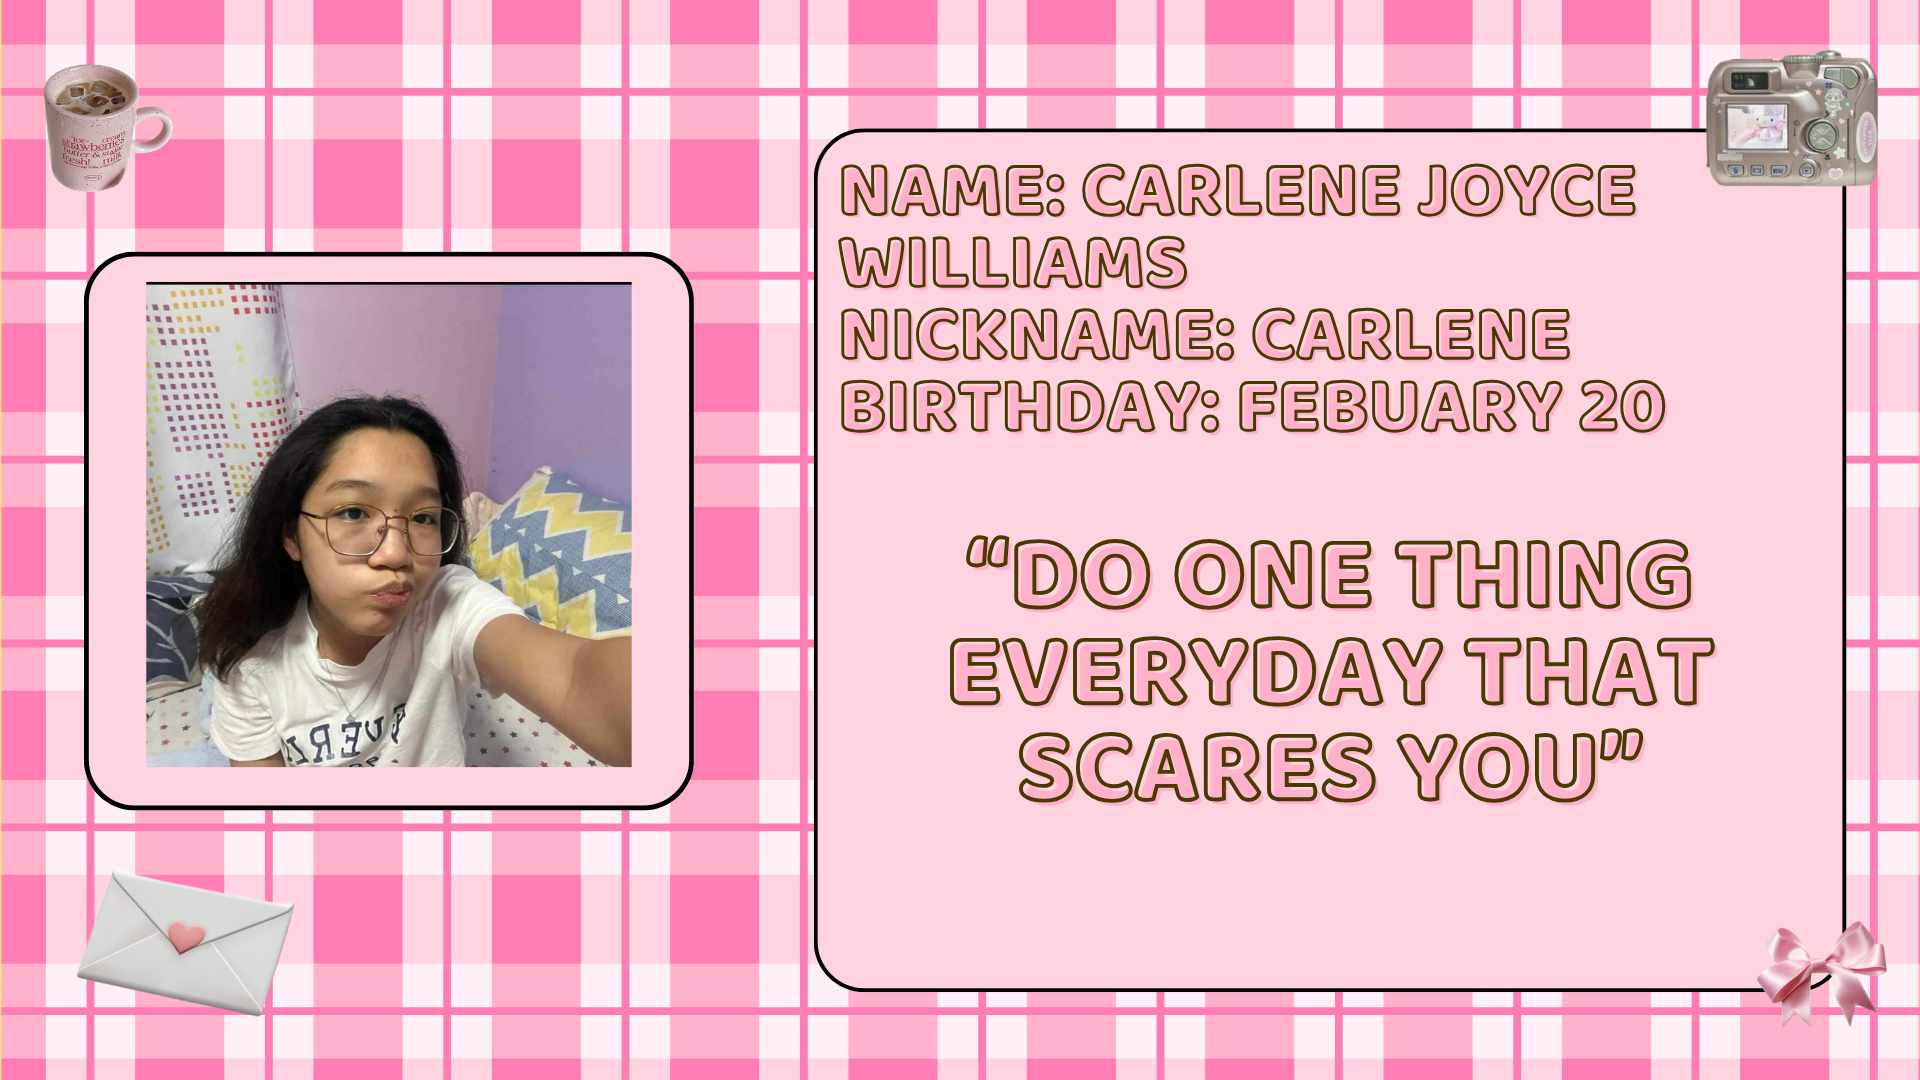 NAME: CARLENE JOYCE
WILLIAMS
NICKNAME: CARLENE
BIRTHDAY: FEBUARY 20
“DO ONE THING
EVERYDAY THAT
SCARES YOU”